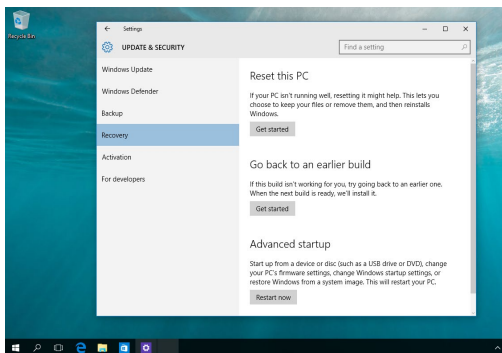 Recycle Bin
Settings
UPDATE & SECURITY
Find a setting
Windows Update
Windows Defender
Backup
Recovery
Activation
For developers
Reset this PC
If your PC isn't running well, resetting it might help. This lets you
choose to keep your files or remove them, and then reinstalls
Windows.
Get started
Go back to an earlier build
If this build isn't working for you, try going back to an earlier one.
When the next build is ready, we'll install it.
Get started
Advanced startup
Start up from a device or disc (such as a USB drive or DVD), change
your PC's firmware settings, change Windows startup settings, or
restore Windows from a system image. This will restart your PC.
Restart now